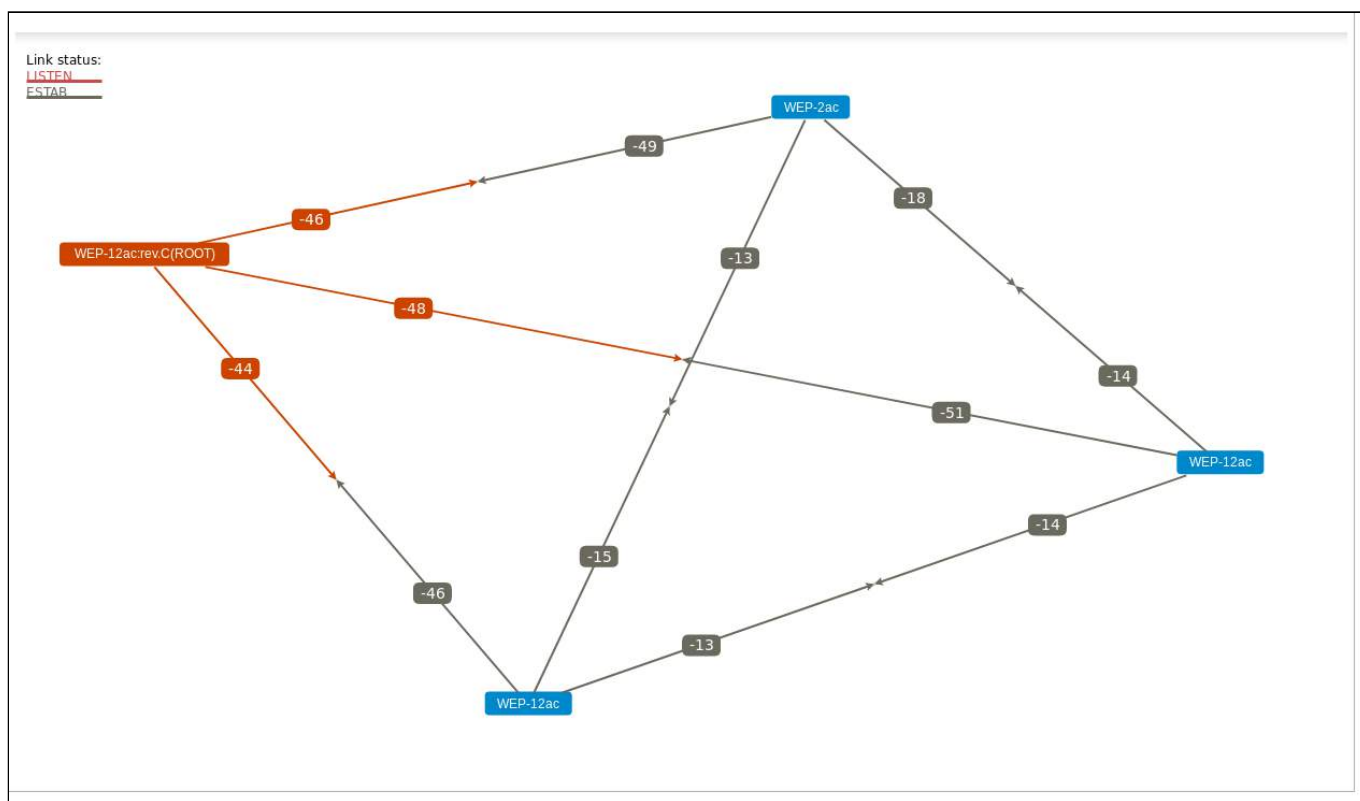 Link status:
LISTEN
ESTAB
WEP-2ac
-49
-18
-46
WEP-12ac:rev.C(ROOT)
-13
-48
-44
-14
-51
WEP-12ac
-14
-15
-46
-13
WEP-12ac